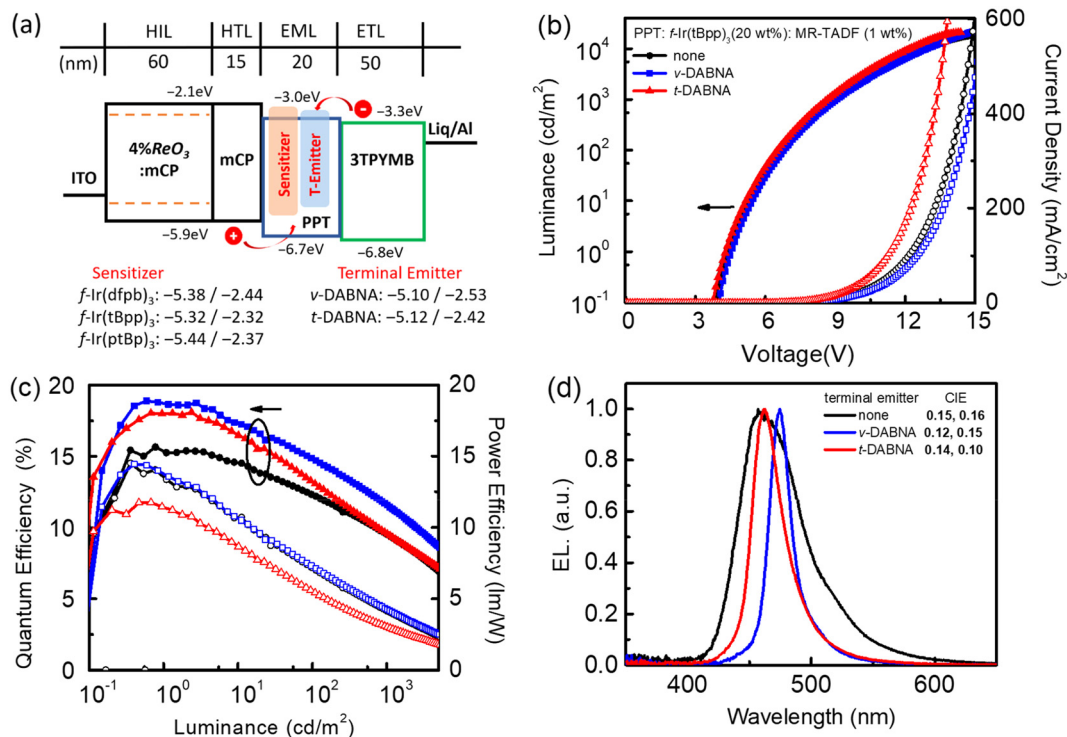 (a)
HIL HTL EML ETL
(nm) 60 15 20 50
−2.1eV
−3.0eV
−3.3eV
Liq/Al
4%ReO3
:mCP
mCP
Sensitizer
T-Emitter
3TPYMB
ITO
PPT
−5.9eV
−6.7eV
−6.8eV
+
−
Sensitizer
f-Ir(dfpb)3: −5.38 / −2.44
f-Ir(tBpp)3: −5.32 / −2.32
f-Ir(ptBp)3: −5.44 / −2.37
Terminal Emitter
v-DABNA: −5.10 / −2.53
t-DABNA: −5.12 / −2.42
(b)
PPT: f-Ir(tBpp)3(20 wt%): MR-TADF (1 wt%)
none
v-DABNA
t-DABNA
10^4
10^3
10^2
10^1
10^0
10^-1
Luminance (cd/m^2)
600
500
400
300
200
100
0
Current Density (mA/cm^2)
0 3 6 9 12 15
Voltage(V)
(c)
20
15
10
5
0
Quantum Efficiency (%)
20
15
10
5
0
Power Efficiency (lm/W)
10^-1 10^0 10^1 10^2 10^3
Luminance (cd/m^2)
(d)
terminal emitter CIE
none 0.15, 0.16
v-DABNA 0.12, 0.15
t-DABNA 0.14, 0.10
1.0
0.8
0.6
0.4
0.2
0.0
EL. (a.u.)
400 500 600
Wavelength (nm)